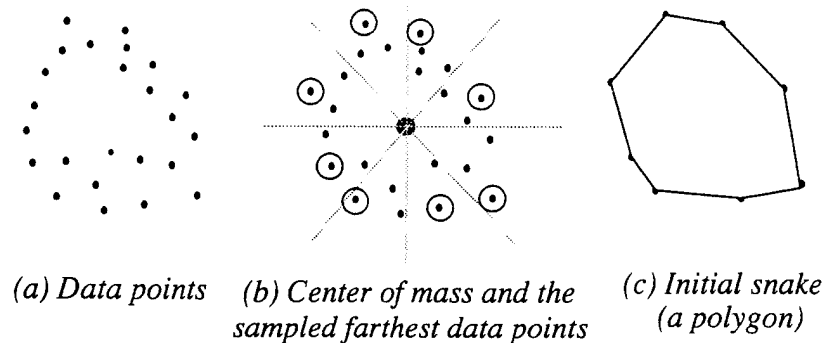 (a) Data points
(b) Center of mass and the
sampled farthest data points
(c) Initial snake
(a polygon)